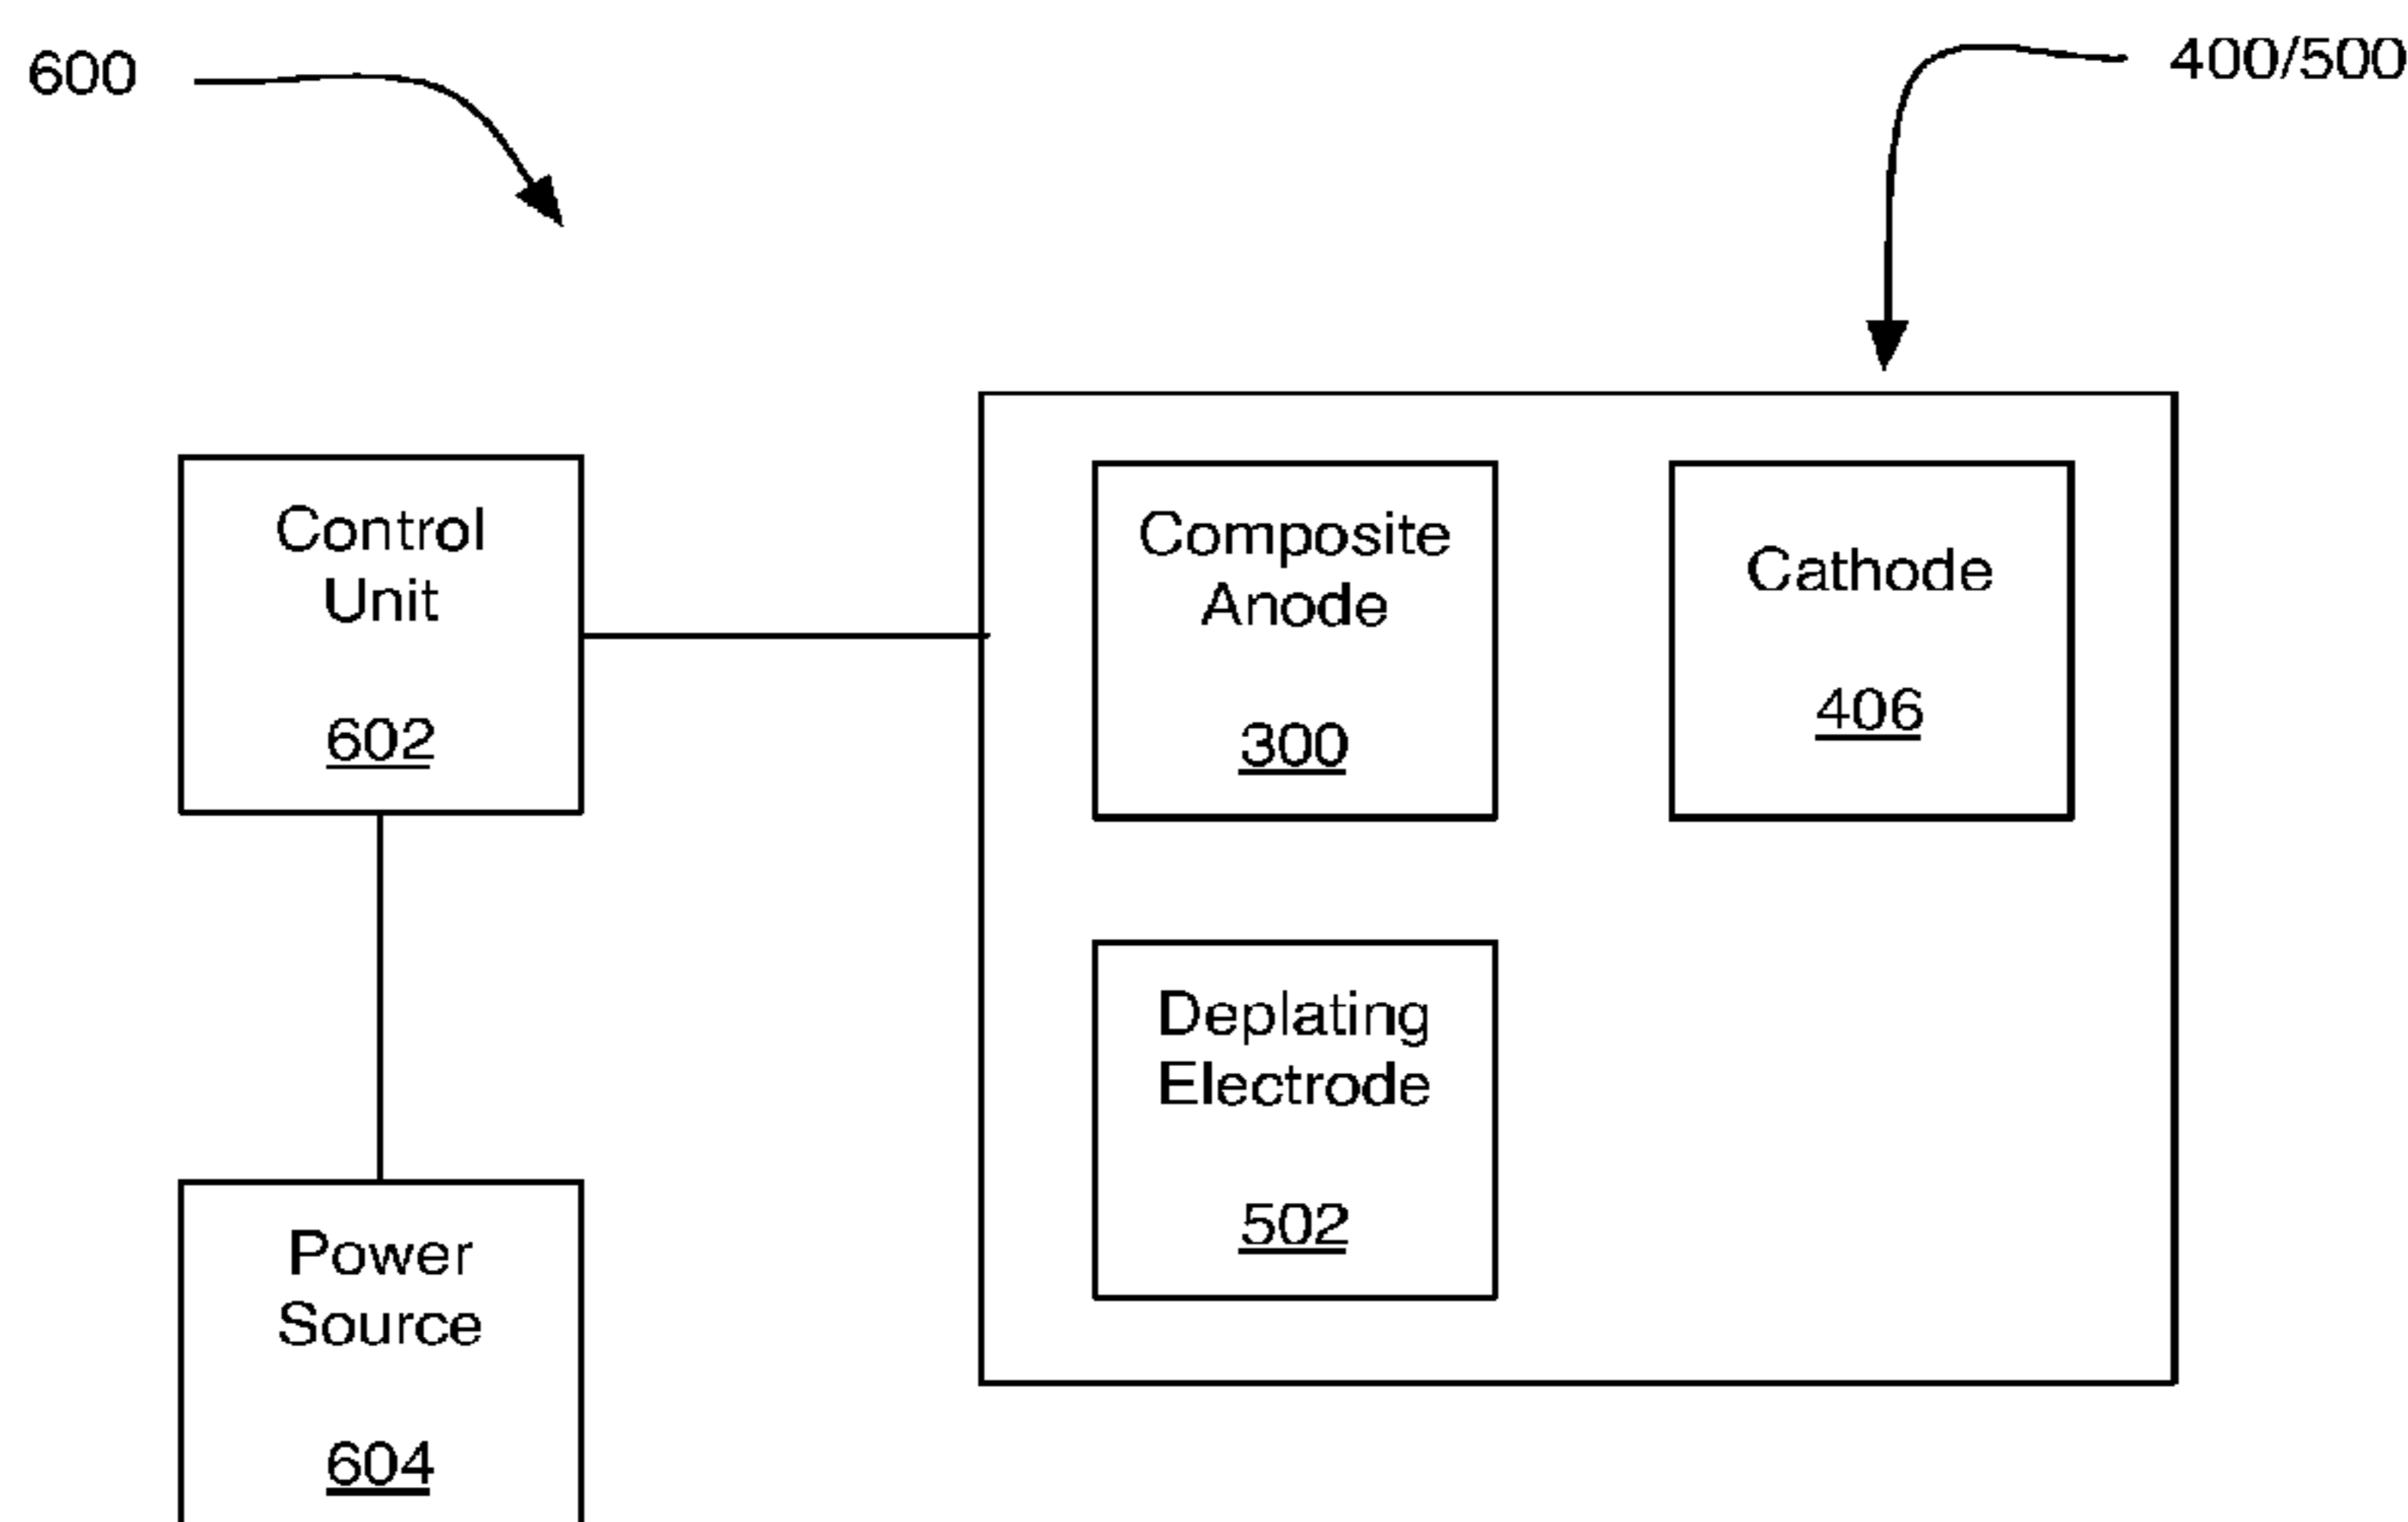 600
400/500
Control
Unit
602
Composite
Anode
300
Cathode
406
Deplating
Electrode
502
Power
Source
604